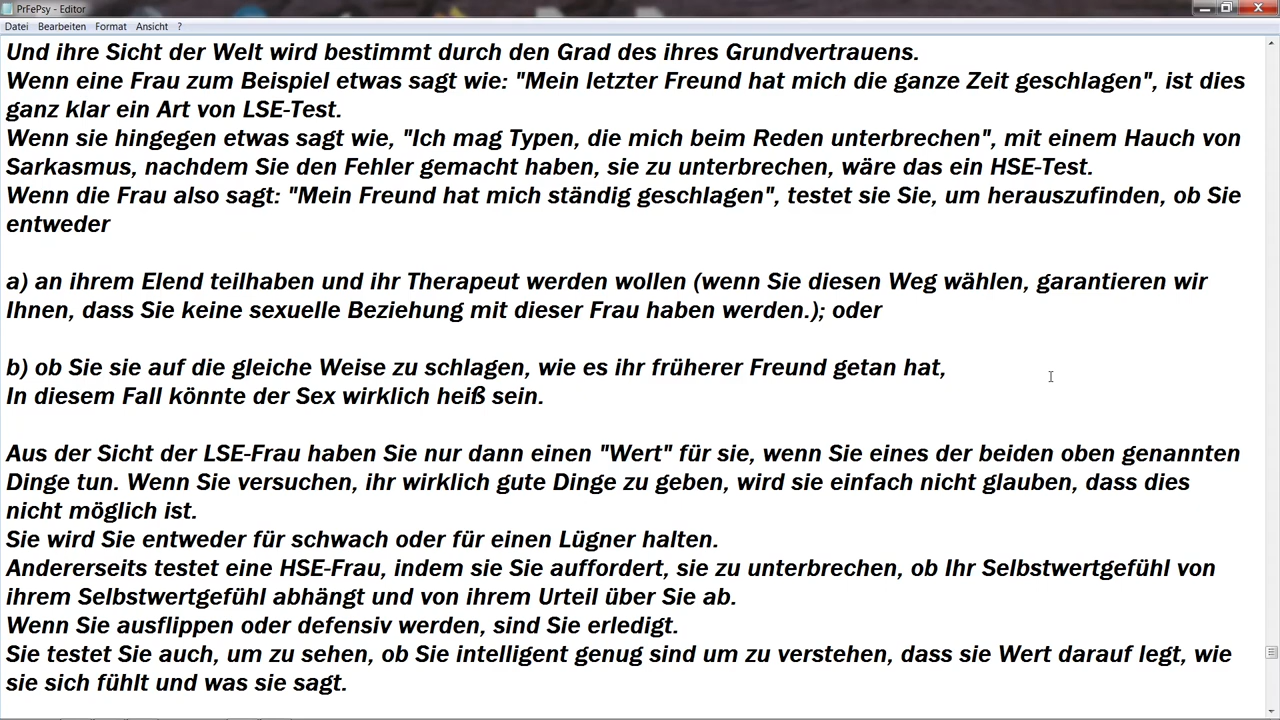 PrFePsy - Editor
Datei Bearbeiten Format Ansicht ?
Und ihre Sicht der Welt wird bestimmt durch den Grad des ihres Grundvertrauens.
Wenn eine Frau zum Beispiel etwas sagt wie: "Mein letzter Freund hat mich die ganze Zeit geschlagen", ist dies
ganz klar ein Art von LSE-Test.
Wenn sie hingegen etwas sagt wie, "Ich mag Typen, die mich beim Reden unterbrechen", mit einem Hauch von
Sarkasmus, nachdem Sie den Fehler gemacht haben, sie zu unterbrechen, wäre das ein HSE-Test.
Wenn die Frau also sagt: "Mein Freund hat mich ständig geschlagen", testet sie Sie, um herauszufinden, ob Sie
entweder
a) an ihrem Elend teilhaben und ihr Therapeut werden wollen (wenn Sie diesen Weg wählen, garantieren wir
Ihnen, dass Sie keine sexuelle Beziehung mit dieser Frau haben werden.); oder
b) ob Sie sie auf die gleiche Weise zu schlagen, wie es ihr früherer Freund getan hat,
In diesem Fall könnte der Sex wirklich heiß sein.
Aus der Sicht der LSE-Frau haben Sie nur dann einen "Wert" für sie, wenn Sie eines der beiden oben genannten
Dinge tun. Wenn Sie versuchen, ihr wirklich gute Dinge zu geben, wird sie einfach nicht glauben, dass dies
nicht möglich ist.
Sie wird Sie entweder für schwach oder für einen Lügner halten.
Andererseits testet eine HSE-Frau, indem sie Sie auffordert, sie zu unterbrechen, ob Ihr Selbstwertgefühl von
ihrem Selbstwertgefühl abhängt und von ihrem Urteil über Sie ab.
Wenn Sie ausflippen oder defensiv werden, sind Sie erledigt.
Sie testet Sie auch, um zu sehen, ob Sie intelligent genug sind um zu verstehen, dass sie Wert darauf legt, wie
sie sich fühlt und was sie sagt.